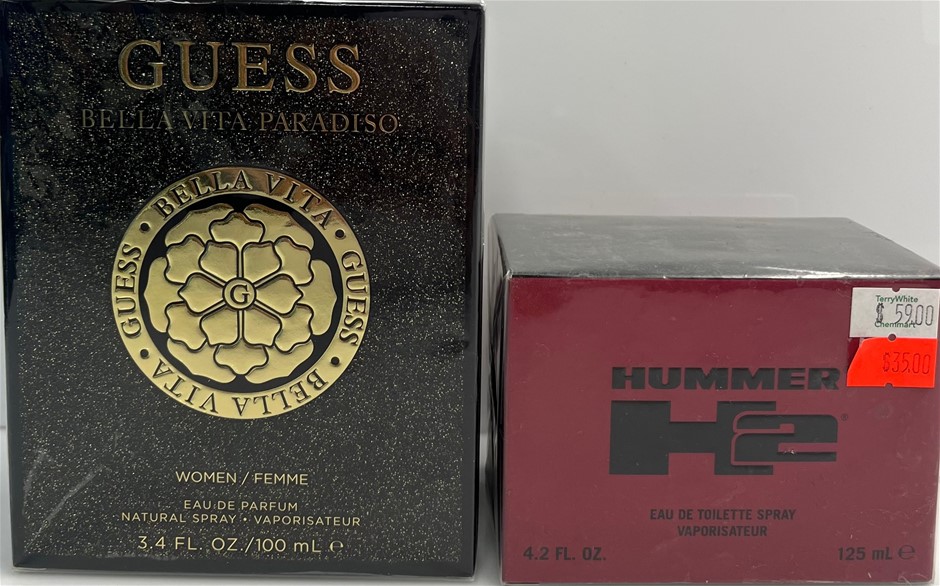 GUESS
BELLA VITA PARADISO
BELLA VITA • GUESS • BELLA VITA • GUESS •
G
WOMEN / FEMME
EAU DE PARFUM
NATURAL SPRAY • VAPORISATEUR
3.4 FL. OZ./100 mL ℮
TerryWhite
$ 59.00
Chemmart
$35.00
HUMMER
H2
EAU DE TOILETTE SPRAY
VAPORISATEUR
4.2 FL. OZ. 125 mL ℮